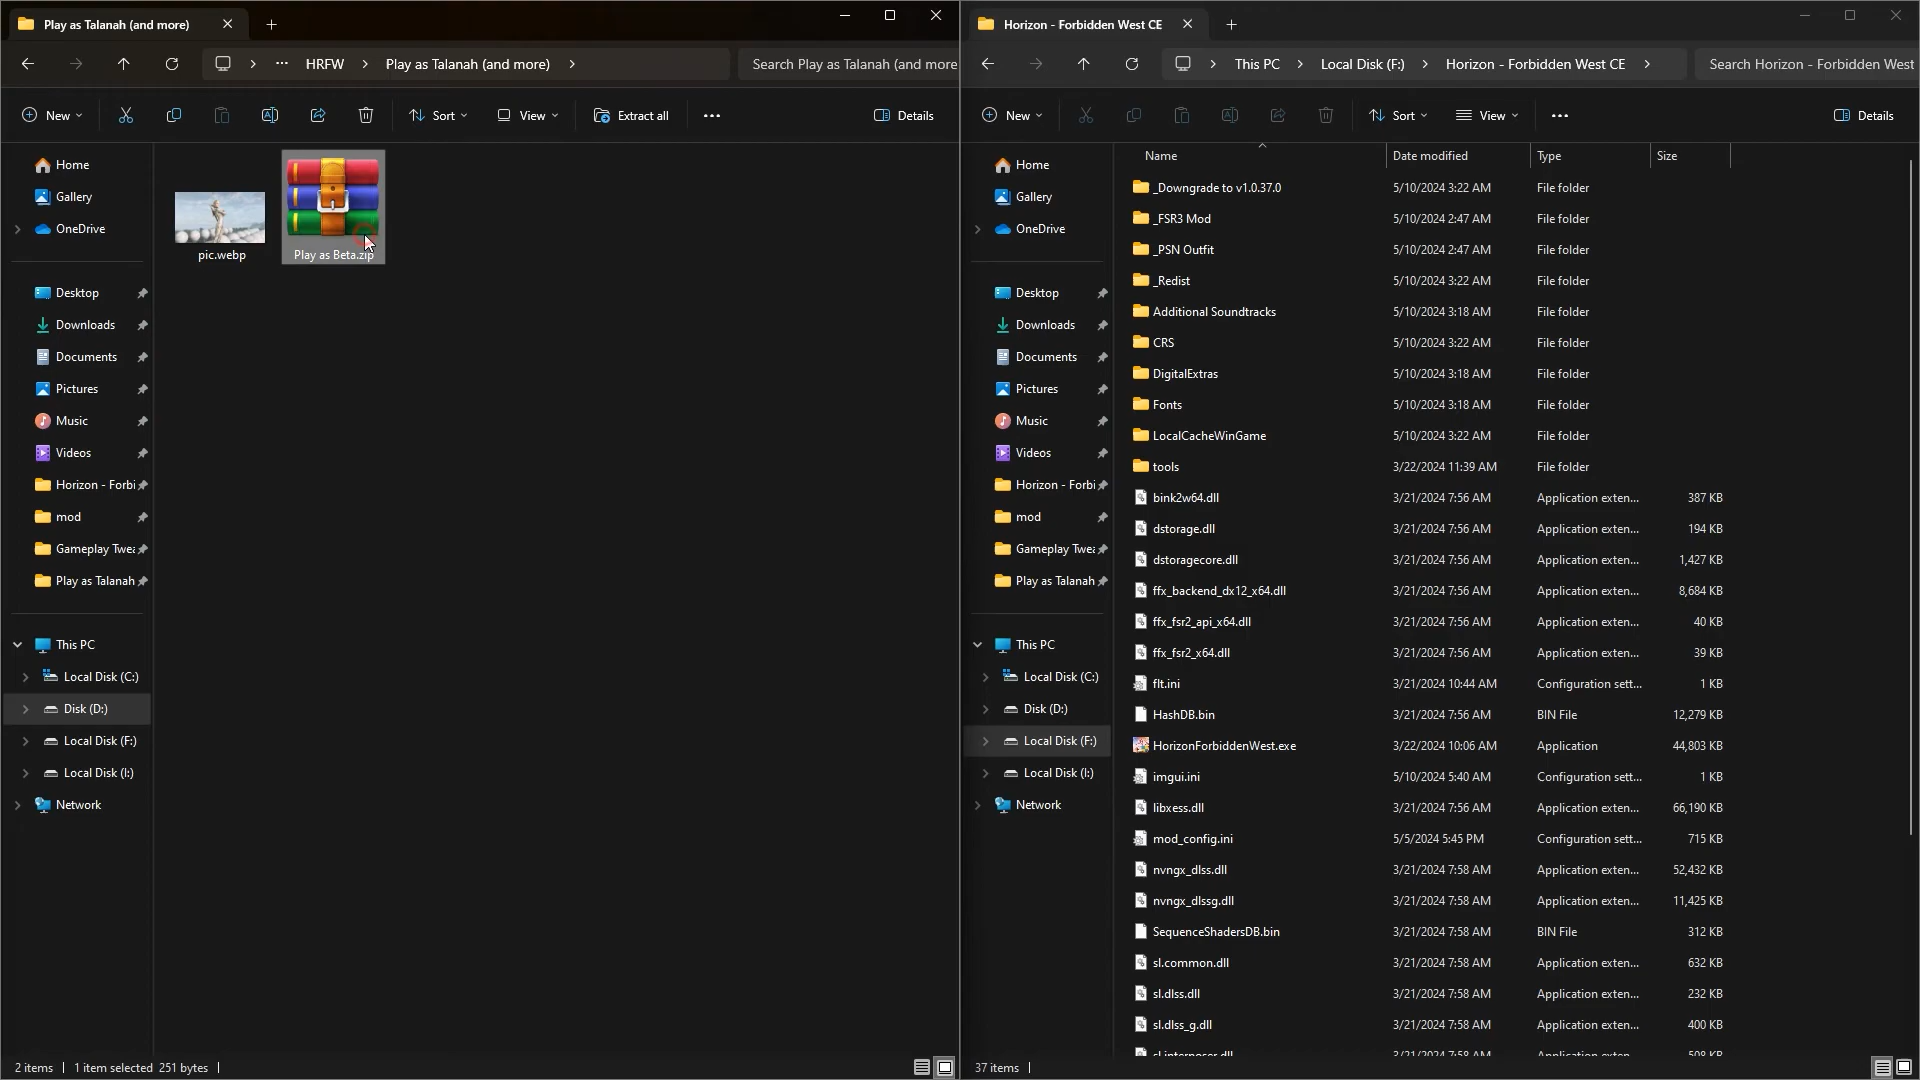 Play as Talanah (and more)
HRFW
Play as Talanah (and more)
Search Play as Talanah (and more
New
Sort
View
Extract all
Details
Home
Gallery
OneDrive
Desktop
Downloads
Documents
Pictures
Music
Videos
Horizon - Forbi
mod
Gameplay Twea
Play as Talanah
This PC
Local Disk (C:)
Disk (D:)
Local Disk (F:)
Local Disk (I:)
Network
pic.webp
Play as Beta.zip
2 items
1 item selected 251 bytes
Horizon - Forbidden West CE
This PC
Local Disk (F:)
Horizon - Forbidden West CE
Search Horizon - Forbidden West
New
Sort
View
Details
Home
Gallery
OneDrive
Desktop
Downloads
Documents
Pictures
Music
Videos
Horizon - Forbi
mod
Gameplay Twea
Play as Talanah
This PC
Local Disk (C:)
Disk (D:)
Local Disk (F:)
Local Disk (I:)
Network
Name Date modified Type Size
_Downgrade to v1.0.37.0 5/10/2024 3:22 AM File folder
_FSR3 Mod 5/10/2024 2:47 AM File folder
_PSN Outfit 5/10/2024 2:47 AM File folder
_Redist 5/10/2024 3:22 AM File folder
Additional Soundtracks 5/10/2024 3:18 AM File folder
CRS 5/10/2024 3:22 AM File folder
DigitalExtras 5/10/2024 3:18 AM File folder
Fonts 5/10/2024 3:18 AM File folder
LocalCacheWinGame 5/10/2024 3:22 AM File folder
tools 3/22/2024 11:39 AM File folder
bink2w64.dll 3/21/2024 7:56 AM Application exten... 387 KB
dstorage.dll 3/21/2024 7:56 AM Application exten... 194 KB
dstoragecore.dll 3/21/2024 7:56 AM Application exten... 1,427 KB
ffx_backend_dx12_x64.dll 3/21/2024 7:56 AM Application exten... 8,684 KB
ffx_fsr2_api_x64.dll 3/21/2024 7:56 AM Application exten... 40 KB
ffx_fsr2_x64.dll 3/21/2024 7:56 AM Application exten... 39 KB
flt.ini 3/21/2024 10:44 AM Configuration sett... 1 KB
HashDB.bin 3/21/2024 7:56 AM BIN File 12,279 KB
HorizonForbiddenWest.exe 3/22/2024 10:06 AM Application 44,803 KB
imgui.ini 5/10/2024 5:40 AM Configuration sett... 1 KB
libxess.dll 3/21/2024 7:56 AM Application exten... 66,190 KB
mod_config.ini 5/5/2024 5:45 PM Configuration sett... 715 KB
nvngx_dlss.dll 3/21/2024 7:58 AM Application exten... 52,432 KB
nvngx_dlssg.dll 3/21/2024 7:58 AM Application exten... 11,425 KB
SequenceShadersDB.bin 3/21/2024 7:58 AM BIN File 312 KB
sl.common.dll 3/21/2024 7:58 AM Application exten... 632 KB
sl.dlss.dll 3/21/2024 7:58 AM Application exten... 232 KB
sl.dlss_g.dll 3/21/2024 7:58 AM Application exten... 400 KB
sl.interposer.dll 3/21/2024 7:58 AM Application exten... 508 KB
37 items